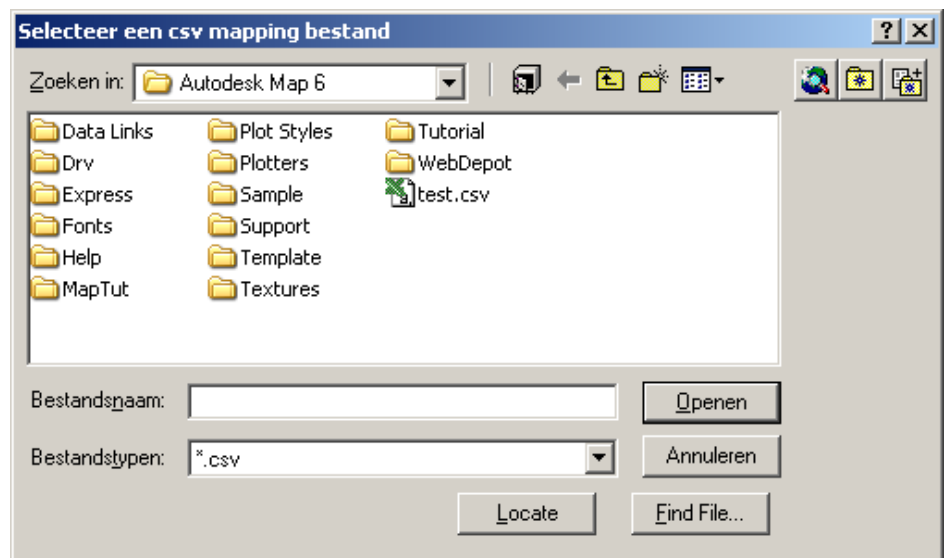 Selecteer een csv mapping bestand
Zoeken in: Autodesk Map 6
Data Links Plot Styles Tutorial
Drv Plotters WebDepot
Express Sample test.csv
Fonts Support
Help Template
MapTut Textures
Bestandsnaam: Openen
Bestandstypen: *.csv Annuleren
Locate Find File...